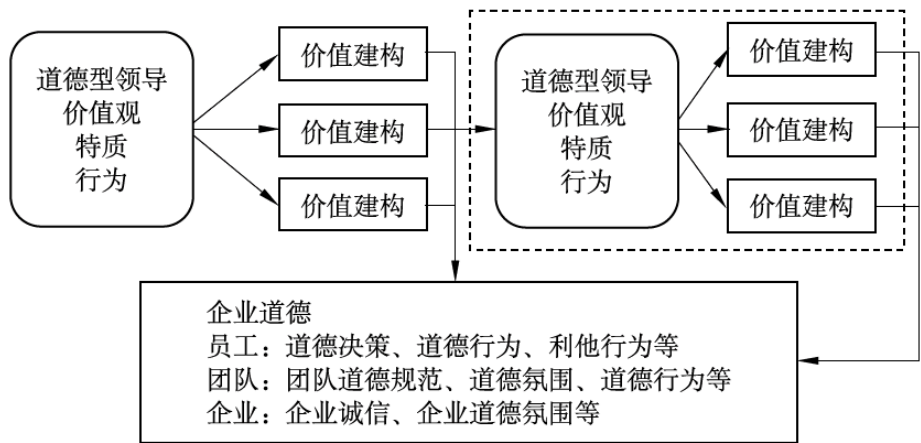 道德型领导
价值观
特质
行为
价值建构
价值建构
价值建构
道德型领导
价值观
特质
行为
价值建构
价值建构
价值建构
企业道德
员工：道德决策、道德行为、利他行为等
团队：团队道德规范、道德氛围、道德行为等
企业：企业诚信、企业道德氛围等